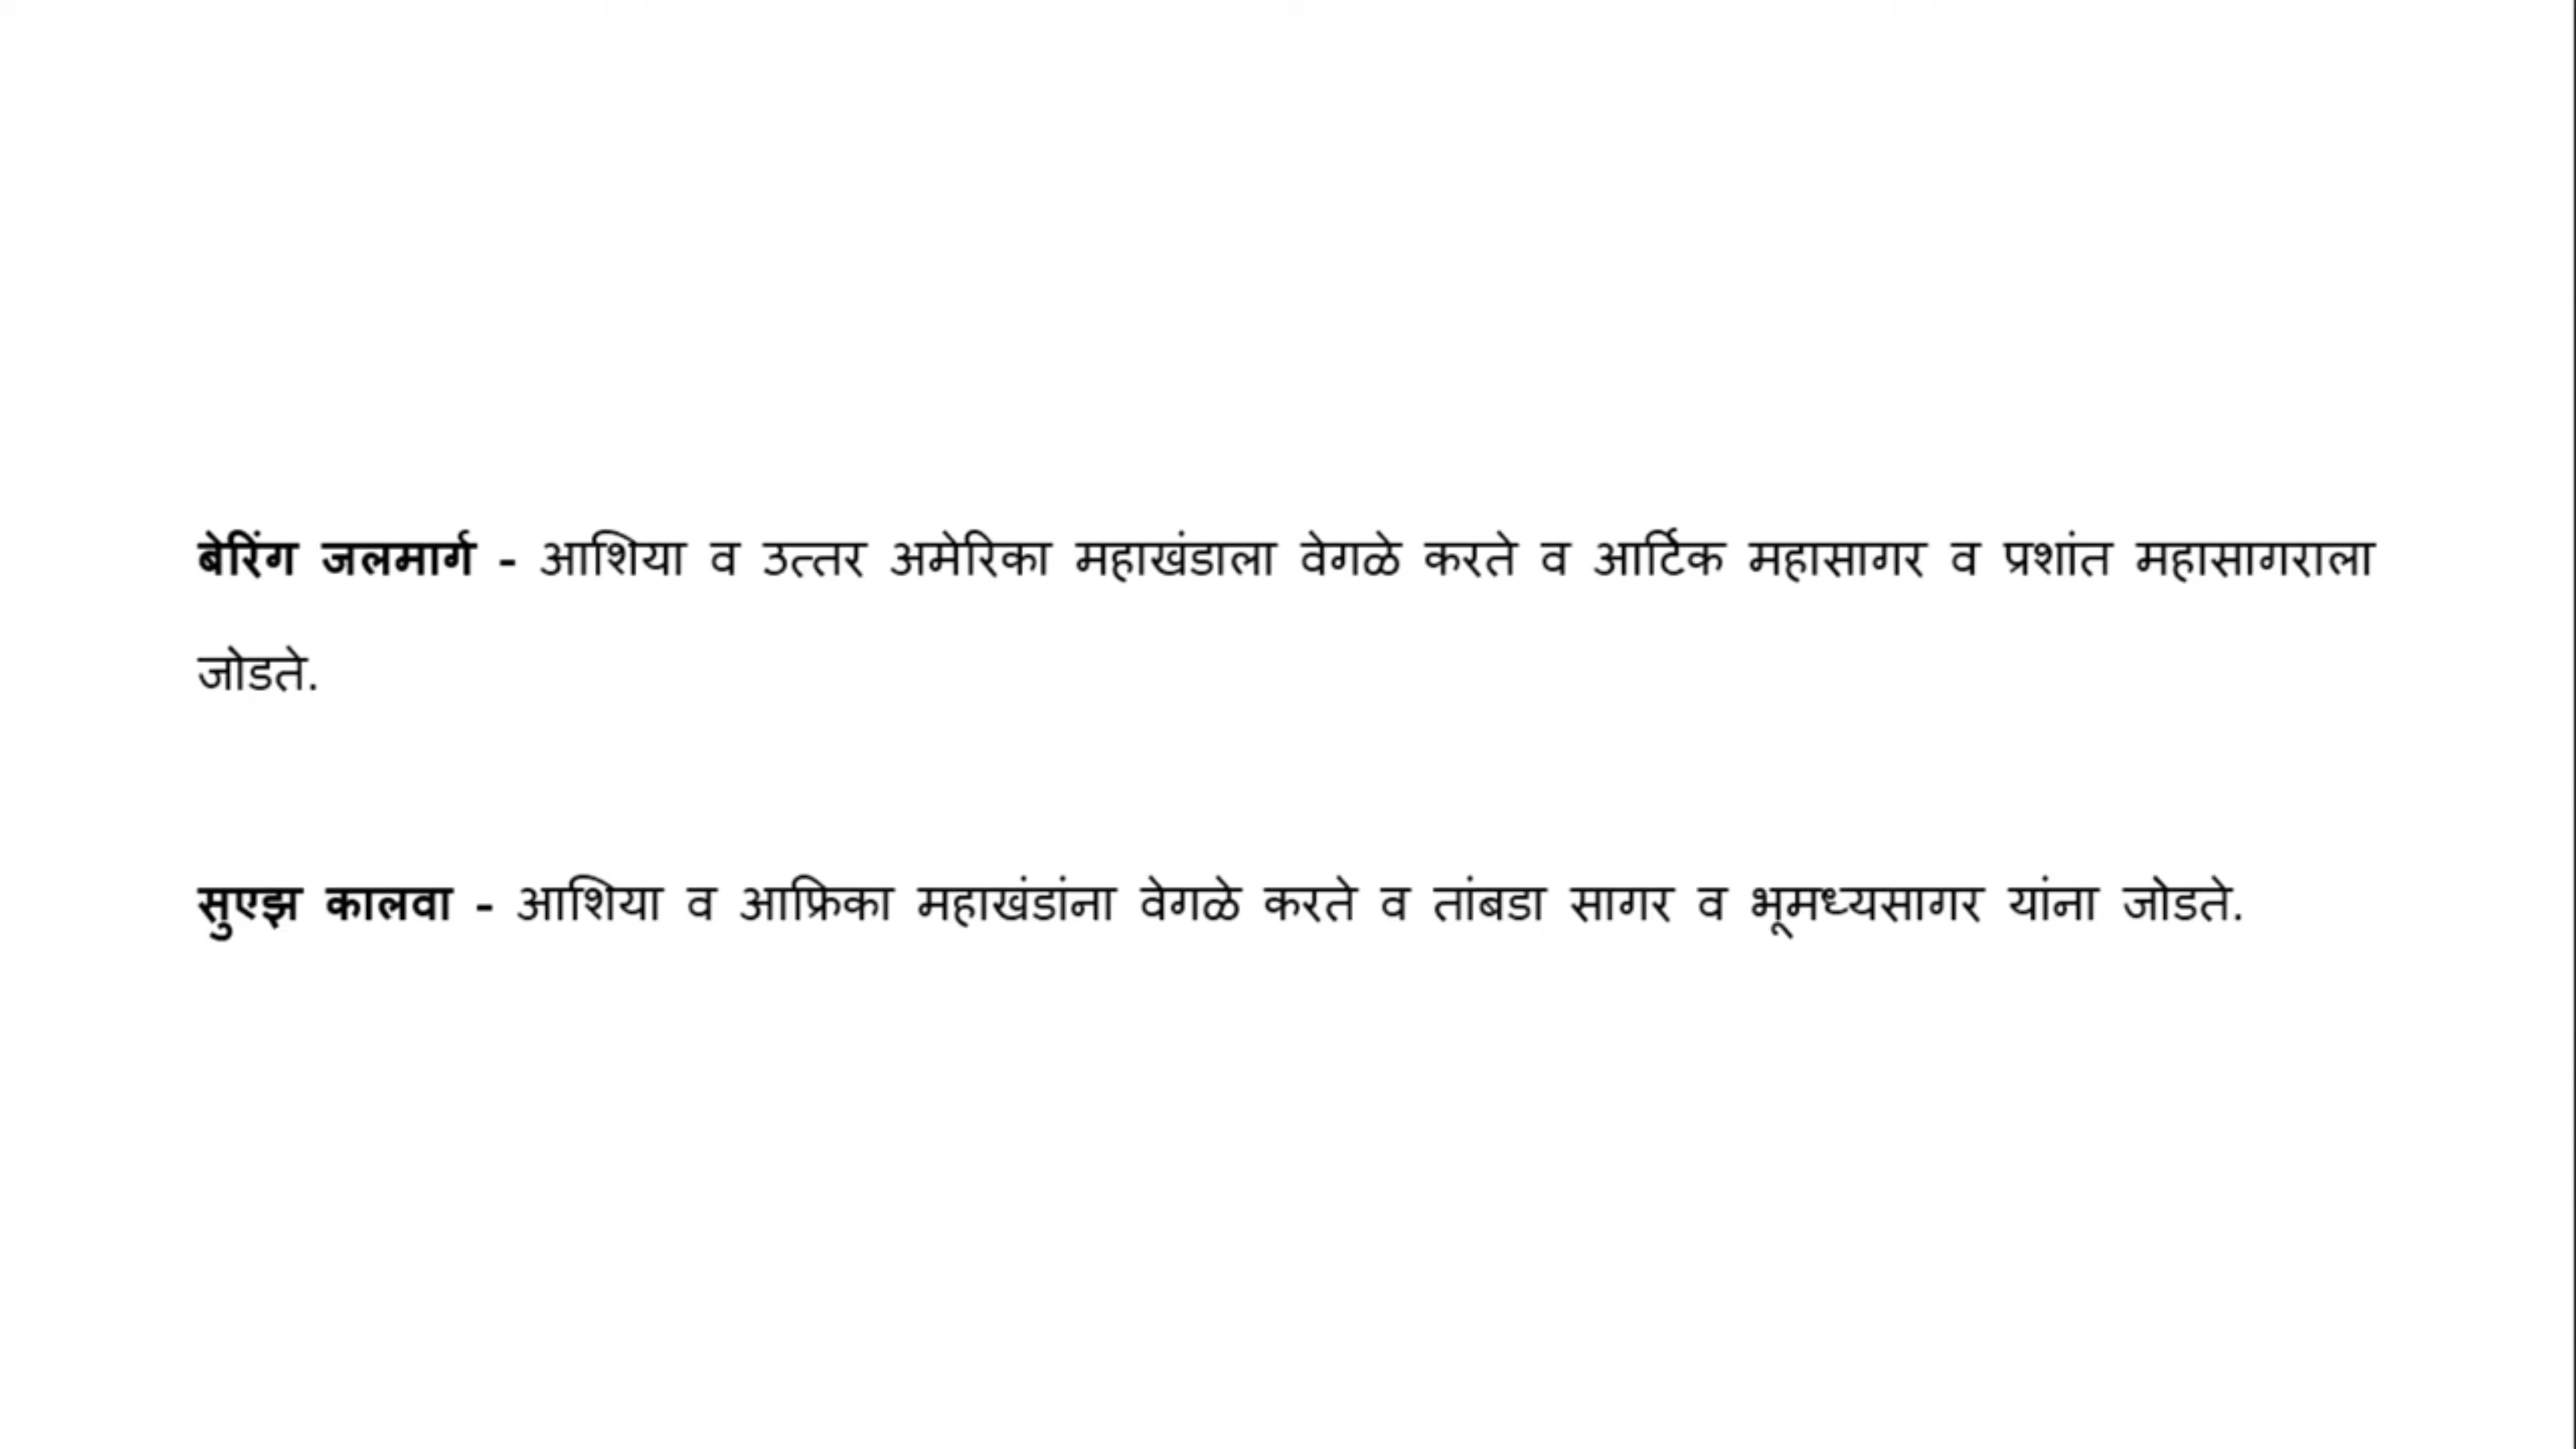 बेरिंग जलमार्ग - आशिया व उत्तर अमेरिका महाखंडाला वेगळे करते व आर्टिक महासागर व प्रशांत महासागराला
जोडते.
सुएझ कालवा - आशिया व आफ्रिका महाखंडांना वेगळे करते व तांबडा सागर व भूमध्यसागर यांना जोडते.